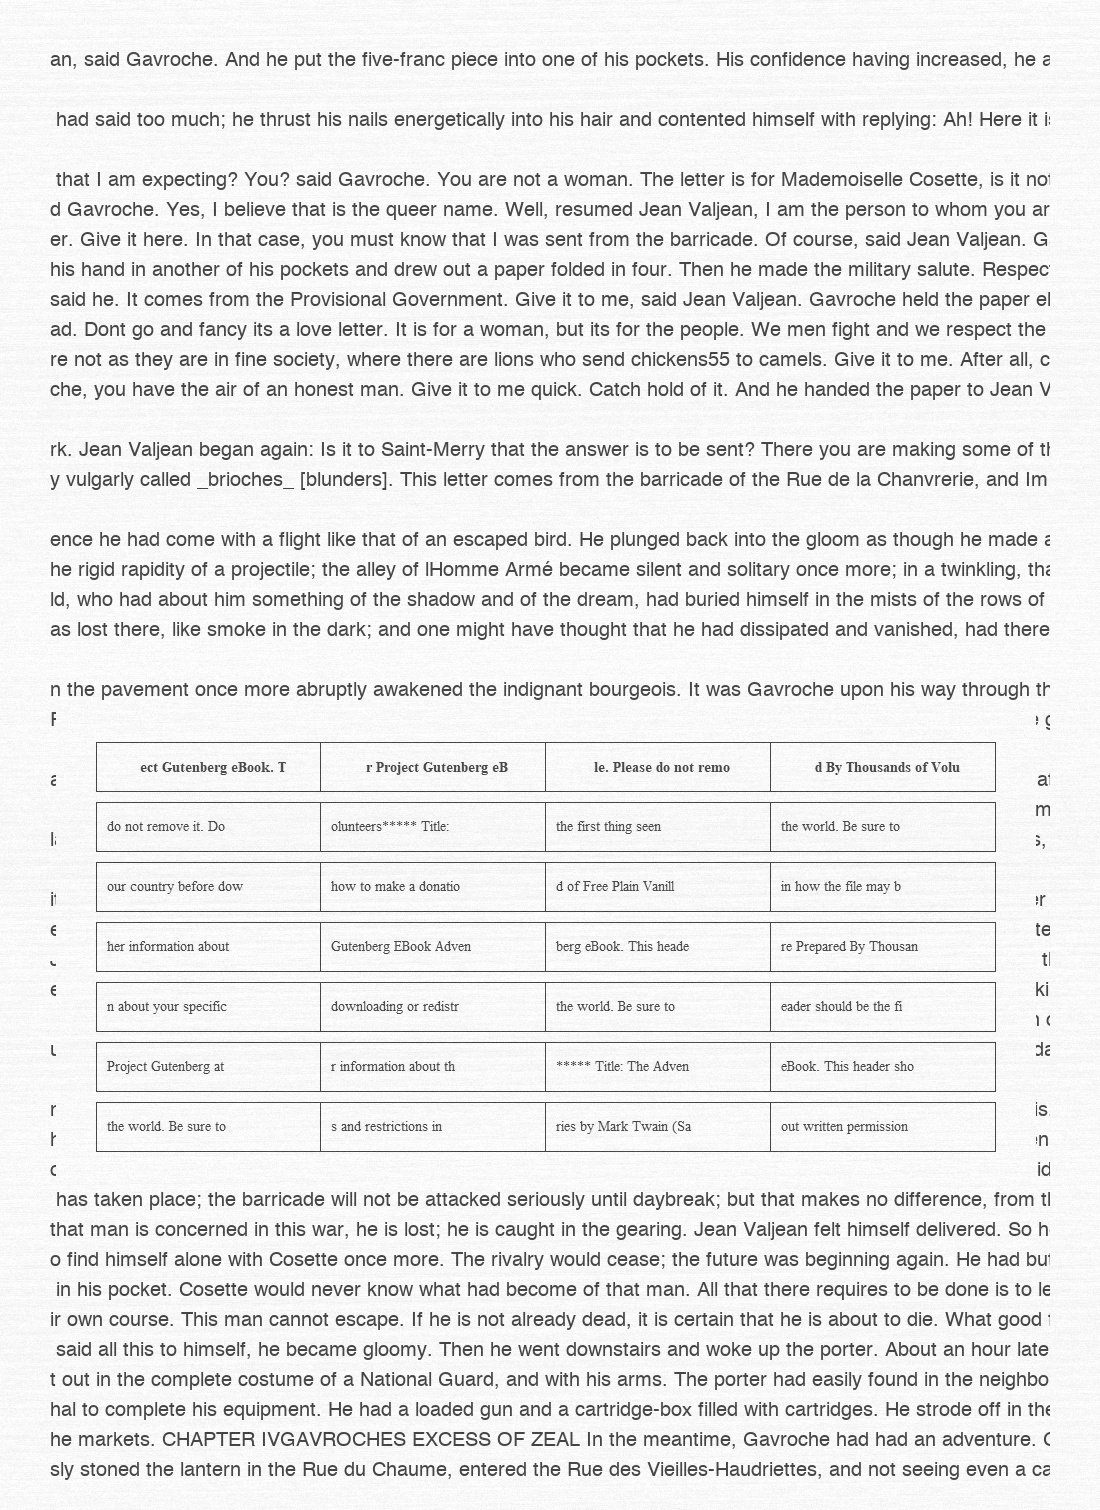 an, said Gavroche. And he put the five-franc piece into one of his pockets. His confidence having increased, he a
had said too much; he thrust his nails energetically into his hair and contented himself with replying: Ah! Here it is
that I am expecting? You? said Gavroche. You are not a woman. The letter is for Mademoiselle Cosette, is it not
d Gavroche. Yes, I believe that is the queer name. Well, resumed Jean Valjean, I am the person to whom you ar
er. Give it here. In that case, you must know that I was sent from the barricade. Of course, said Jean Valjean. G
his hand in another of his pockets and drew out a paper folded in four. Then he made the military salute. Respec
said he. It comes from the Provisional Government. Give it to me, said Jean Valjean. Gavroche held the paper el
ad. Dont go and fancy its a love letter. It is for a woman, but its for the people. We men fight and we respect the
re not as they are in fine society, where there are lions who send chickens55 to camels. Give it to me. After all, c
che, you have the air of an honest man. Give it to me quick. Catch hold of it. And he handed the paper to Jean V
rk. Jean Valjean began again: Is it to Saint-Merry that the answer is to be sent? There you are making some of th
y vulgarly called _brioches_ [blunders]. This letter comes from the barricade of the Rue de la Chanvrerie, and Im
ence he had come with a flight like that of an escaped bird. He plunged back into the gloom as though he made a
he rigid rapidity of a projectile; the alley of lHomme Armé became silent and solitary once more; in a twinkling, tha
ld, who had about him something of the shadow and of the dream, had buried himself in the mists of the rows of
as lost there, like smoke in the dark; and one might have thought that he had dissipated and vanished, had there
n the pavement once more abruptly awakened the indignant bourgeois. It was Gavroche upon his way through th
ect Gutenberg eBook. T r Project Gutenberg eB le. Please do not remo d By Thousands of Volu
do not remove it. Do olunteers***** Title: the first thing seen the world. Be sure to
our country before dow how to make a donatio d of Free Plain Vanill in how the file may b
her information about Gutenberg EBook Adven berg eBook. This heade re Prepared By Thousan
n about your specific downloading or redistr the world. Be sure to eader should be the fi
Project Gutenberg at r information about th ***** Title: The Adven eBook. This header sho
the world. Be sure to s and restrictions in ries by Mark Twain (Sa out written permission
has taken place; the barricade will not be attacked seriously until daybreak; but that makes no difference, from th
that man is concerned in this war, he is lost; he is caught in the gearing. Jean Valjean felt himself delivered. So h
o find himself alone with Cosette once more. The rivalry would cease; the future was beginning again. He had but
in his pocket. Cosette would never know what had become of that man. All that there requires to be done is to le
ir own course. This man cannot escape. If he is not already dead, it is certain that he is about to die. What good
said all this to himself, he became gloomy. Then he went downstairs and woke up the porter. About an hour late
t out in the complete costume of a National Guard, and with his arms. The porter had easily found in the neighbo
hal to complete his equipment. He had a loaded gun and a cartridge-box filled with cartridges. He strode off in the
he markets. CHAPTER IVGAVROCHES EXCESS OF ZEAL In the meantime, Gavroche had had an adventure.
sly stoned the lantern in the Rue du Chaume, entered the Rue des Vieilles-Haudriettes, and not seeing even a ca